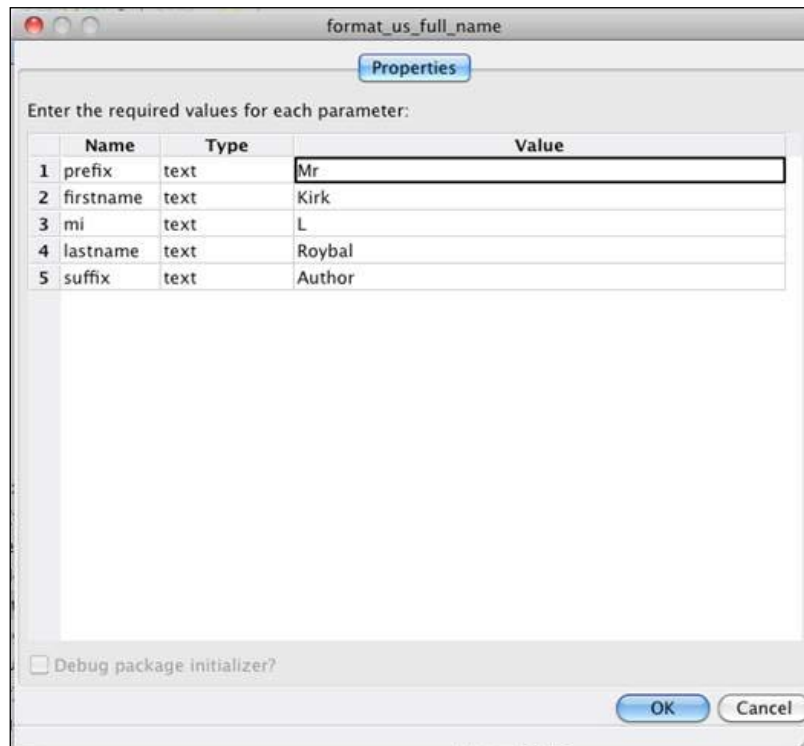 format_us_full_name
Properties
Enter the required values for each parameter:
Name Type Value
1 prefix text Mr
2 firstname text Kirk
3 mi text L
4 lastname text Roybal
5 suffix text Author
Debug package initializer?
OK Cancel